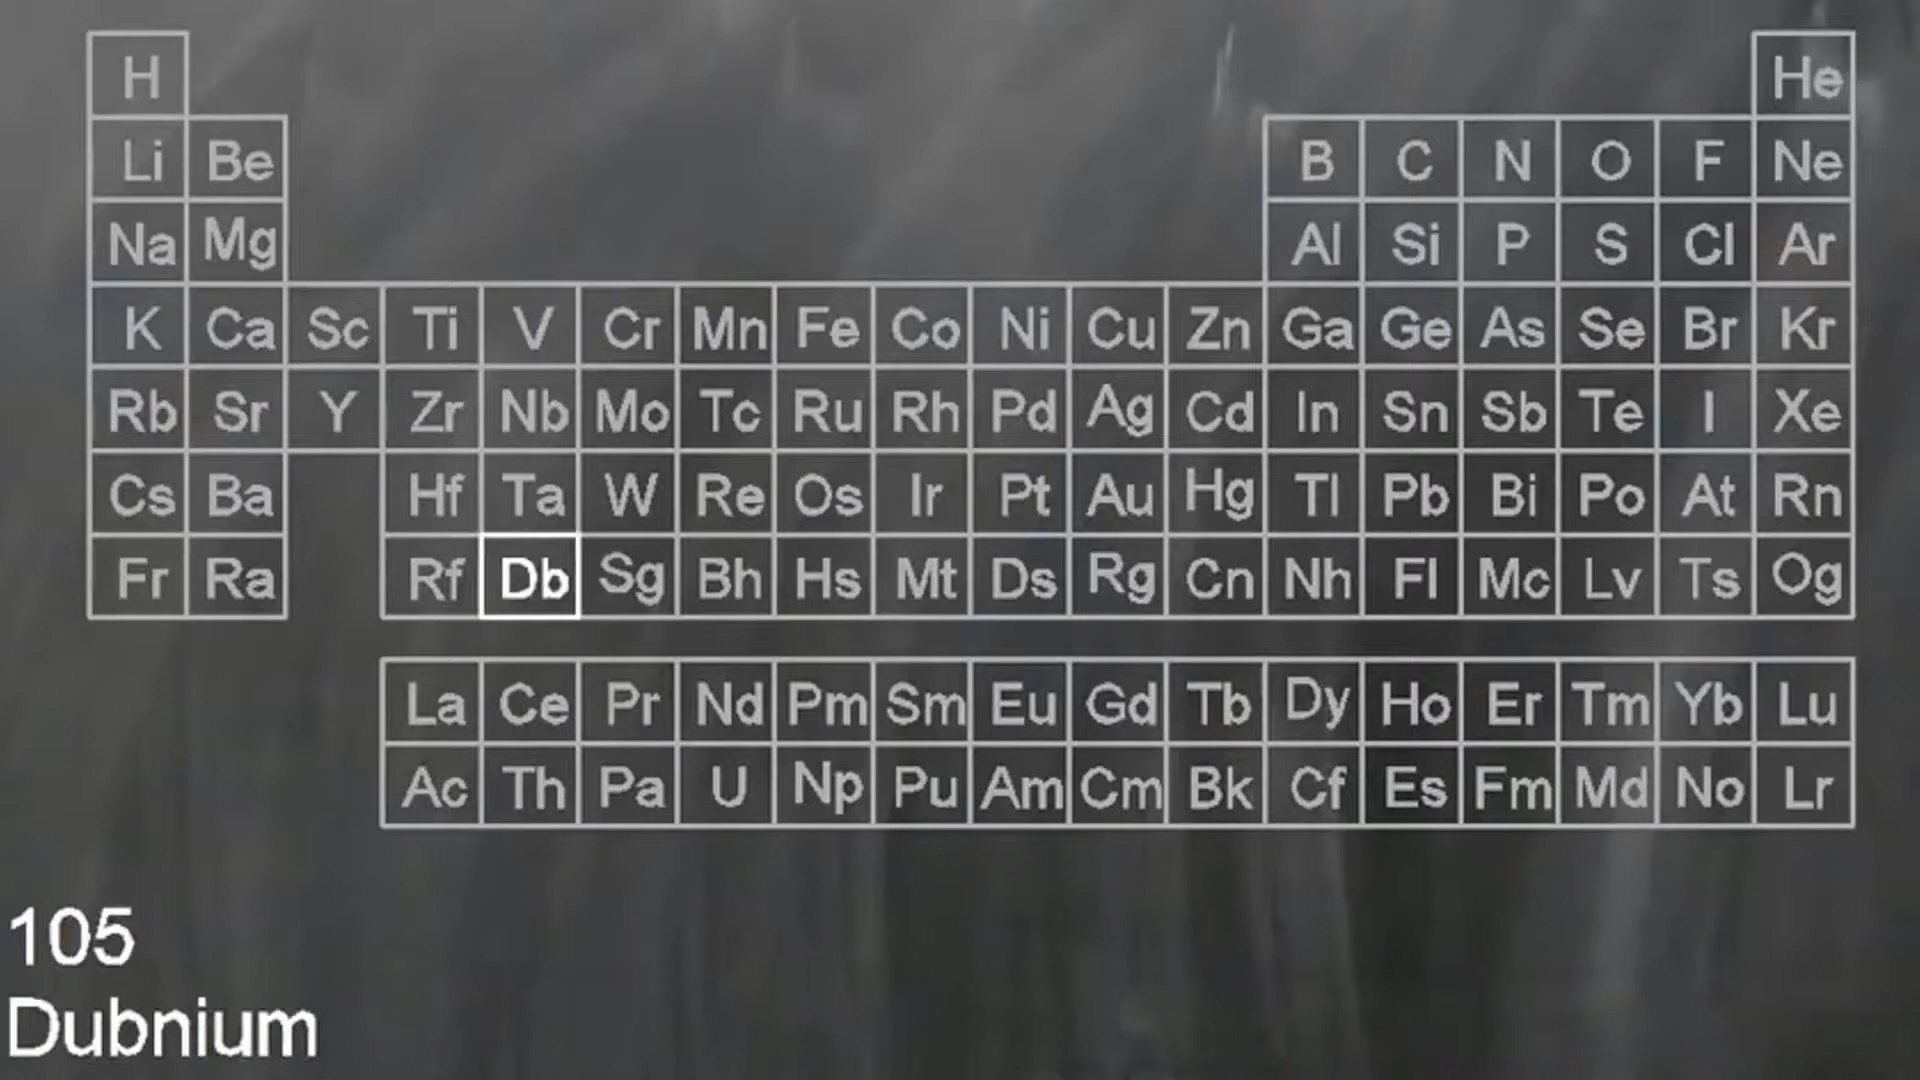 H He
Li Be B C N O F Ne
Na Mg Al Si P S Cl Ar
K Ca Sc Ti V Cr Mn Fe Co Ni Cu Zn Ga Ge As Se Br Kr
Rb Sr Y Zr Nb Mo Tc Ru Rh Pd Ag Cd In Sn Sb Te I Xe
Cs Ba Hf Ta W Re Os Ir Pt Au Hg Tl Pb Bi Po At Rn
Fr Ra Rf Db Sg Bh Hs Mt Ds Rg Cn Nh Fl Mc Lv Ts Og
La Ce Pr Nd Pm Sm Eu Gd Tb Dy Ho Er Tm Yb Lu
Ac Th Pa U Np Pu Am Cm Bk Cf Es Fm Md No Lr
105
Dubnium